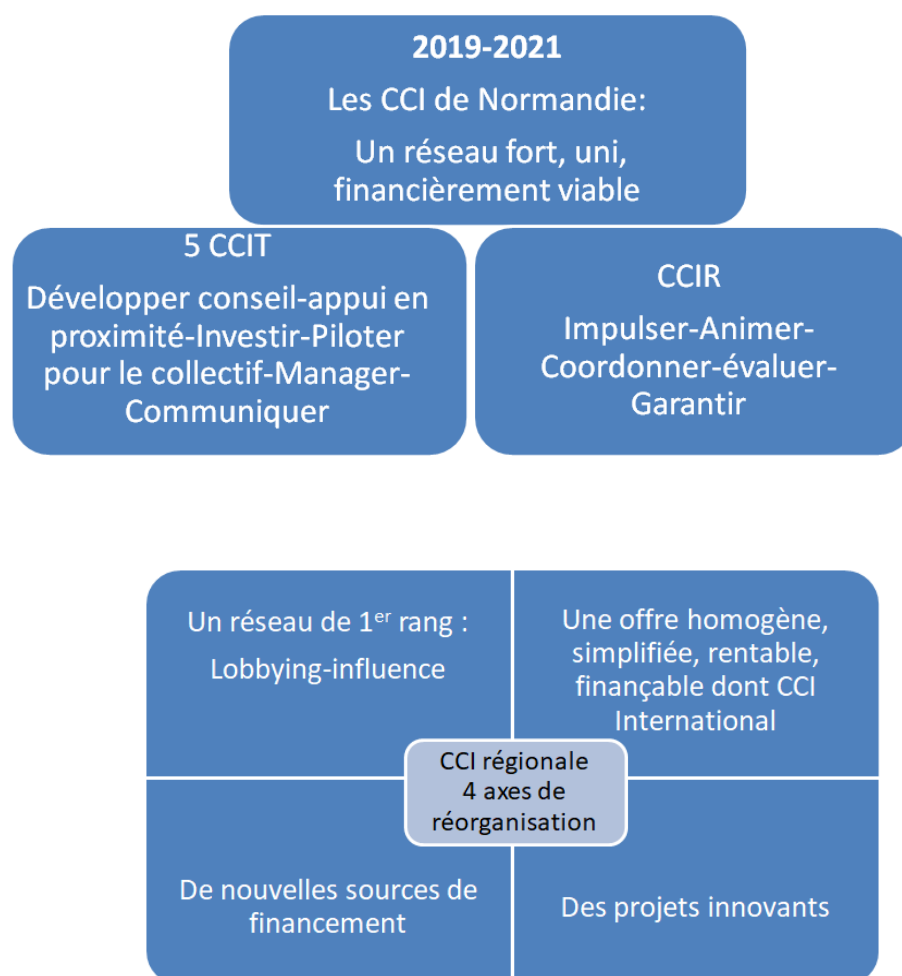 2019-2021
Les CCI de Normandie:
Un réseau fort, uni,
financièrement viable
5 CCIT
Développer conseil-appui en
proximité-Investir-Piloter
pour le collectif-Manager-
Communiquer
CCIR
Impulser-Animer-
Coordonner-évaluer-
Garantir
Un réseau de 1er rang :
Lobbying-influence
Une offre homogène,
simplifiée, rentable,
finançable dont CCI
International
CCI régionale
4 axes de
réorganisation
De nouvelles sources de
financement
Des projets innovants